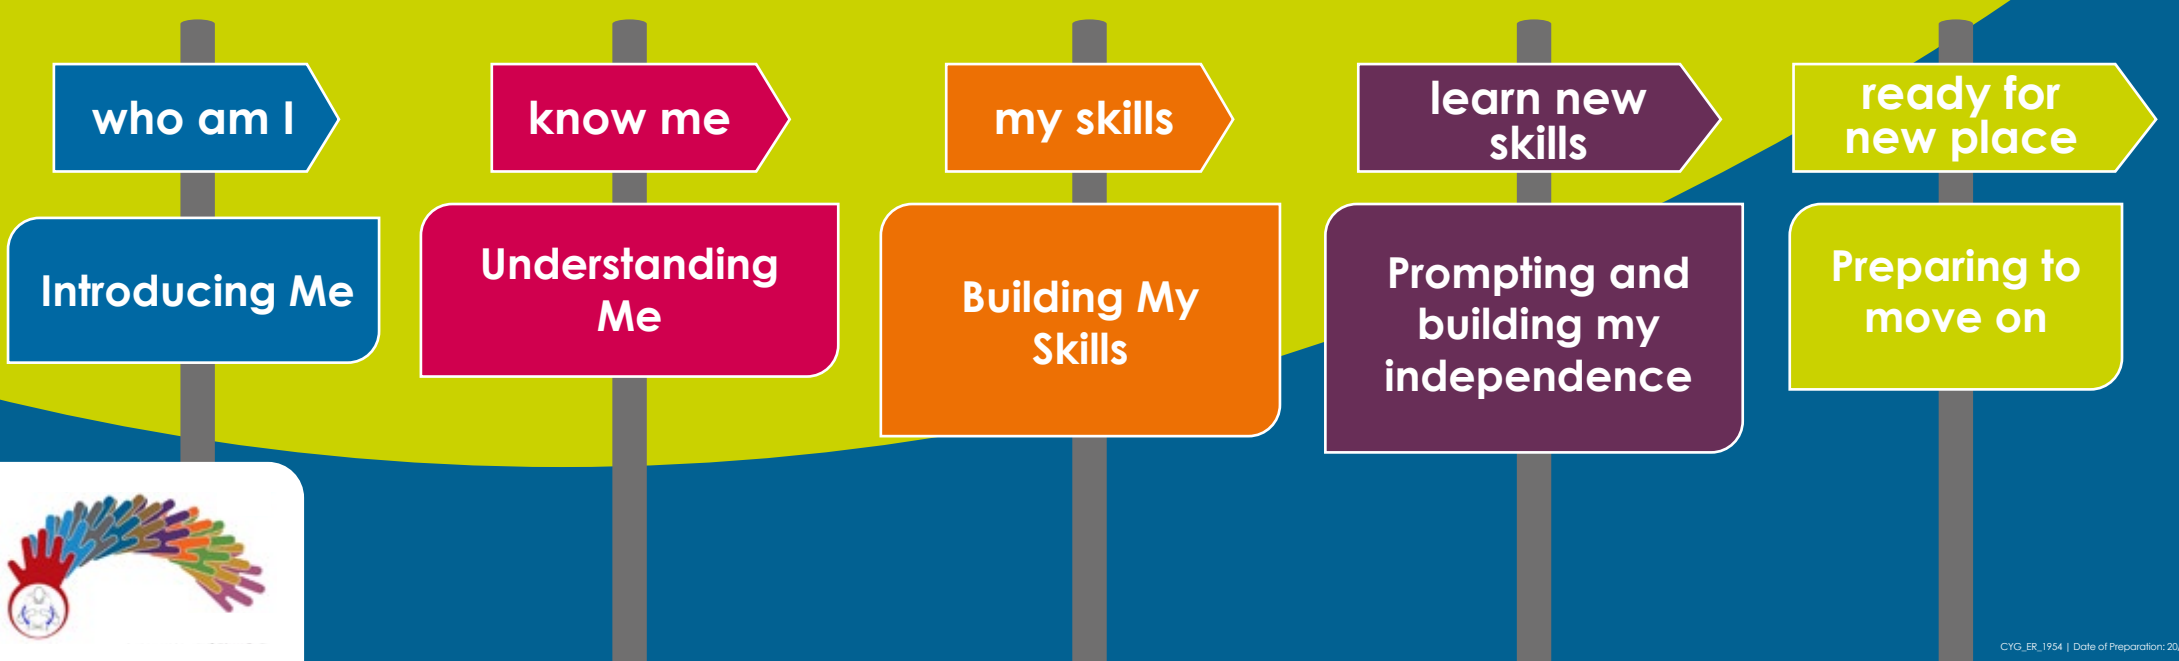 who am I
know me
my skills
learn new
skills
ready for
new place
Introducing Me
Understanding
Me
Building My
Skills
Prompting and
building my
independence
Preparing to
move on
CYG_ER_1954 | Date of Preparation: 20